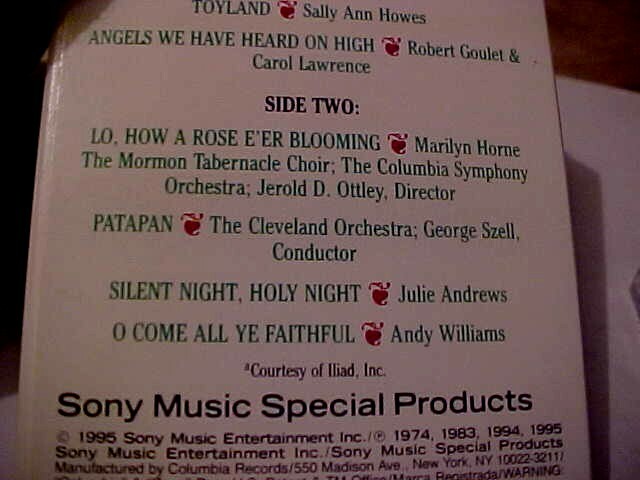 TOYLAND Sally Ann Howes
ANGELS WE HAVE HEARD ON HIGH Robert Goulet &
Carol Lawrence
SIDE TWO:
LO, HOW A ROSE E'ER BLOOMING Marilyn Horne
The Mormon Tabernacle Choir; The Columbia Symphony
Orchestra; Jerold D. Ottley, Director
PATAPAN The Cleveland Orchestra; George Szell,
Conductor
SILENT NIGHT, HOLY NIGHT Julie Andrews
O COME ALL YE FAITHFUL Andy Williams
ªCourtesy of Iliad, Inc.
Sony Music Special Products
© 1995 Sony Music Entertainment Inc./℗ 1974, 1983, 1994, 1995
Sony Music Entertainment Inc./Sony Music Special Products
Manufactured by Columbia Records/550 Madison Ave., New York, NY 10022-3211/
Marca Registrada/WARNING: